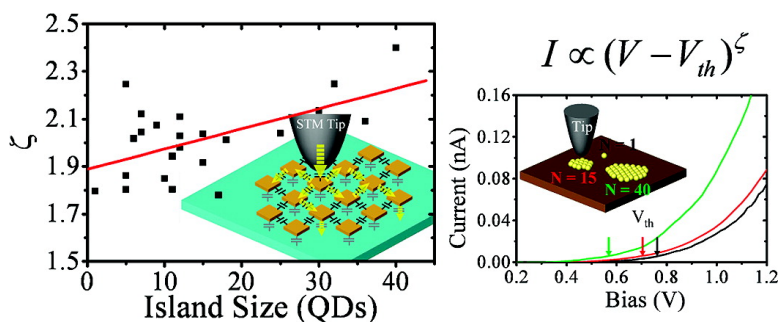 2.5
2.3
2.1
1.9
1.7
1.5
ζ
0
10
20
30
40
Island Size (QDs)
STM Tip
I ∝ (V − V_th)^ζ
0.16
0.12
0.08
0.04
0.00
Current (nA)
Tip
N = 15
N = 40
V_th
0.2
0.4
0.6
0.8
1.0
1.2
Bias (V)